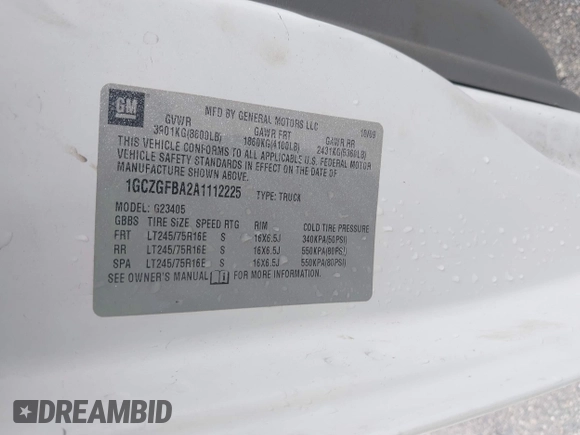 GM
MFD BY GENERAL MOTORS LLC 10/09
GVWR GAWR FRT GAWR RR
3901KG(8600LB) 1860KG(4100LB) 2431KG(5360LB)
THIS VEHICLE CONFORMS TO ALL APPLICABLE U.S. FEDERAL MOTOR
VEHICLE SAFETY, BUMPER, AND THEFT PREVENTION STANDARDS IN
EFFECT ON THE DATE OF
MANUFACTURE SHOWN ABOVE.
1GCZGFBA2A1112225 TYPE: TRUCK
MODEL: G23405
GBBS TIRE SIZE SPEED RTG RIM COLD TIRE PRESSURE
FRT LT245/75R16E S 16X6.5J 340KPA(50PSI)
RR LT245/75R16E S 16X6.5J 550KPA(80PSI)
SPA LT245/75R16E S 16X6.5J 550KPA(80PSI)
SEE OWNER'S MANUAL FOR MORE INFORMATION.
DREAMBID